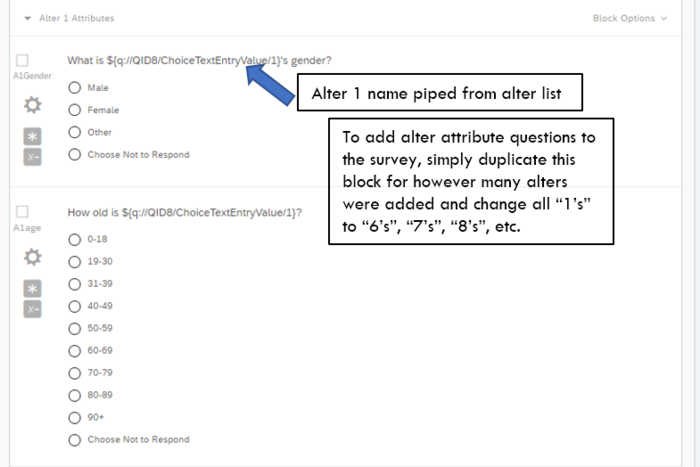 Alter 1 Attributes
Block Options
A1Gender
What is ${q://QID8/ChoiceTextEntryValue/1}'s gender?
Male
Female
Other
Choose Not to Respond
Alter 1 name piped from alter list
To add alter attribute questions to
the survey, simply duplicate this
block for however many alters
were added and change all “1’s”
to “6’s”, “7’s”, “8’s”, etc.
A1age
How old is ${q://QID8/ChoiceTextEntryValue/1}?
0-18
19-30
31-39
40-49
50-59
60-69
70-79
80-89
90+
Choose Not to Respond